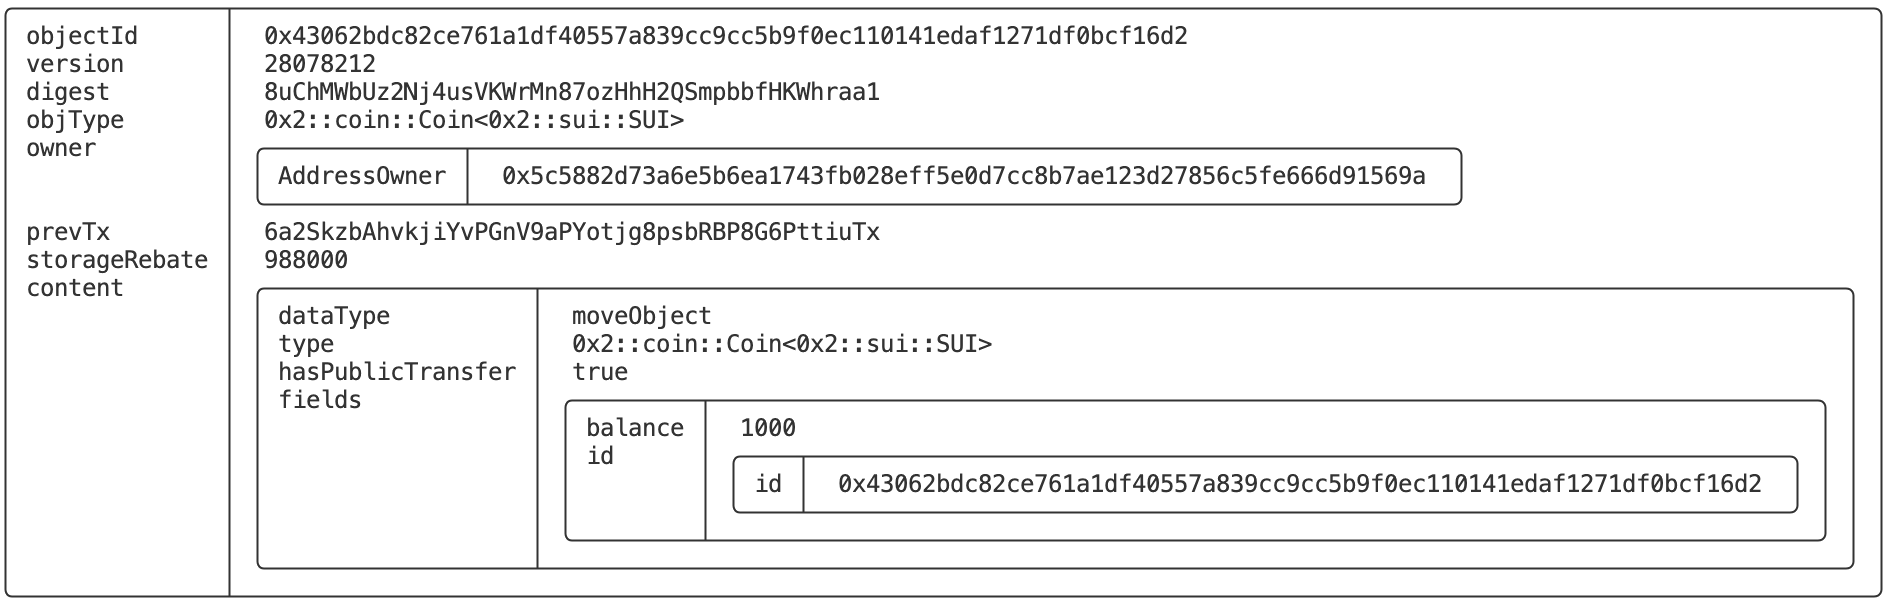 objectId 0x43062bdc82ce761a1df40557a839cc9cc5b9f0ec110141edaf1271df0bcf16d2
version 28078212
digest 8uChMWbUz2Nj4usVKWrMn87ozHhH2QSmpbbfHKWhraa1
objType 0x2::coin::Coin<0x2::sui::SUI>
owner
AddressOwner 0x5c5882d73a6e5b6ea1743fb028eff5e0d7cc8b7ae123d27856c5fe666d91569a
prevTx 6a2SkzbAhvkjiYvPGnV9aPYotjg8psbRBP8G6PttiuTx
storageRebate 988000
content
dataType moveObject
type 0x2::coin::Coin<0x2::sui::SUI>
hasPublicTransfer true
fields
balance 1000
id
id 0x43062bdc82ce761a1df40557a839cc9cc5b9f0ec110141edaf1271df0bcf16d2